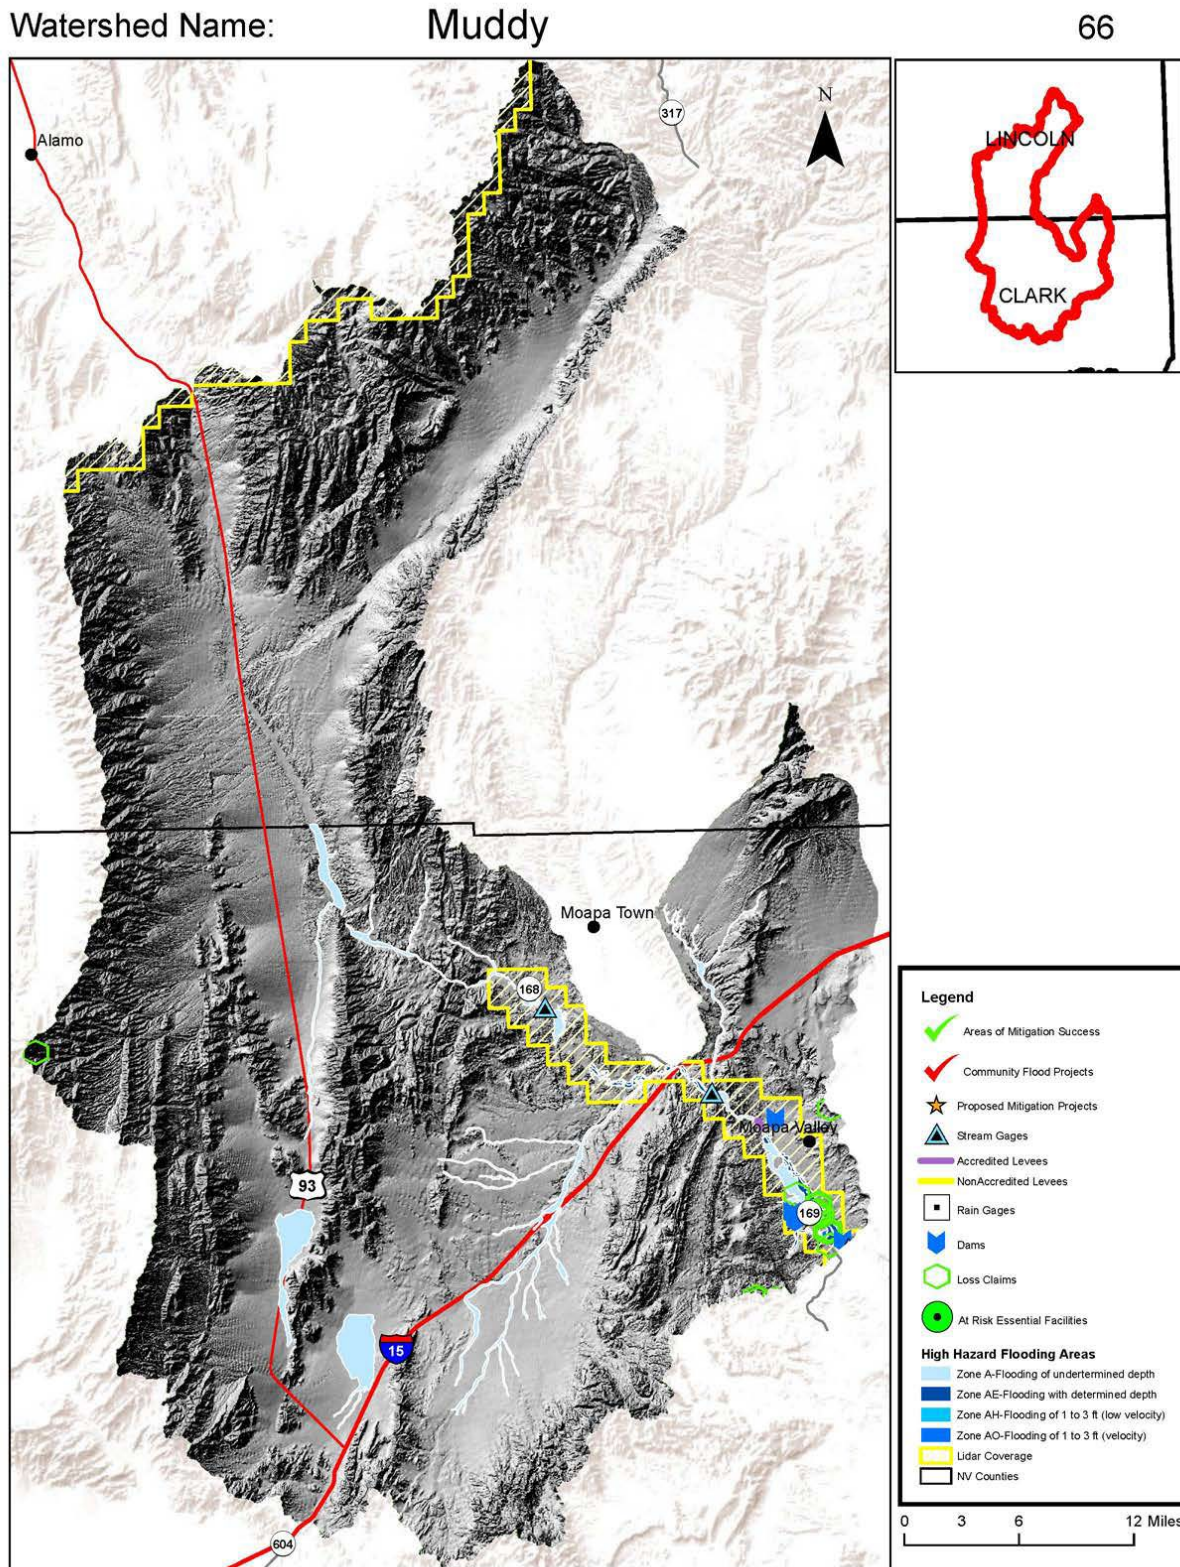 Watershed Name: Muddy 66
317
N
Alamo
LINCOLN
CLARK
Moapa Town
168
Moapa Valley
93
169
15
604
Legend
Areas of Mitigation Success
Community Flood Projects
Proposed Mitigation Projects
Stream Gages
Accredited Levees
NonAccredited Levees
Rain Gages
Dams
Loss Claims
At Risk Essential Facilities
High Hazard Flooding Areas
Zone A-Flooding of undertermined depth
Zone AE-Flooding with determined depth
Zone AH-Flooding of 1 to 3 ft (low velocity)
Zone AO-Flooding of 1 to 3 ft (velocity)
Lidar Coverage
NV Counties
0 3 6 12 Miles